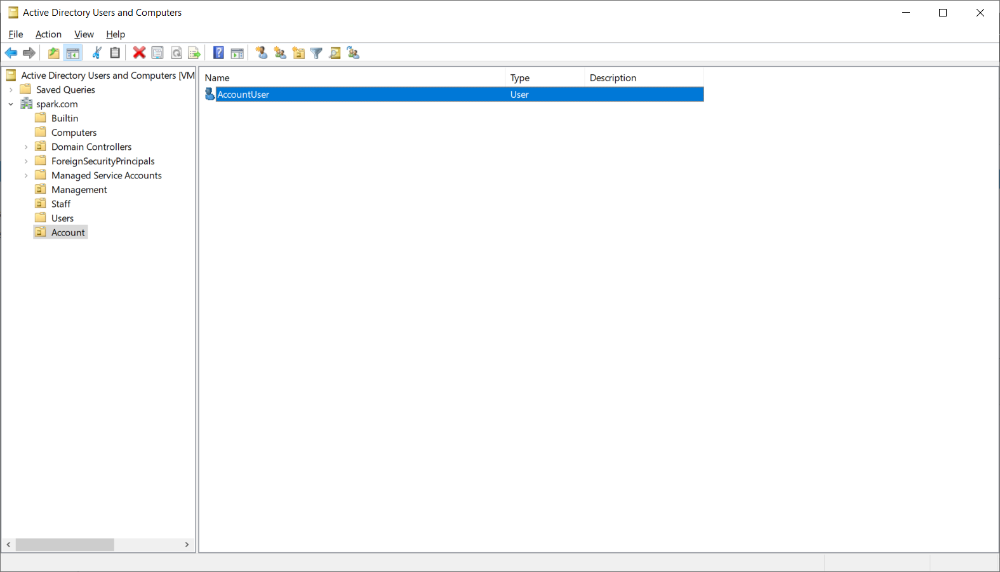 Active Directory Users and Computers
File Action View Help
Active Directory Users and Computers [VM
Saved Queries
spark.com
Builtin
Computers
Domain Controllers
ForeignSecurityPrincipals
Managed Service Accounts
Management
Staff
Users
Account
Name Type Description
AccountUser User